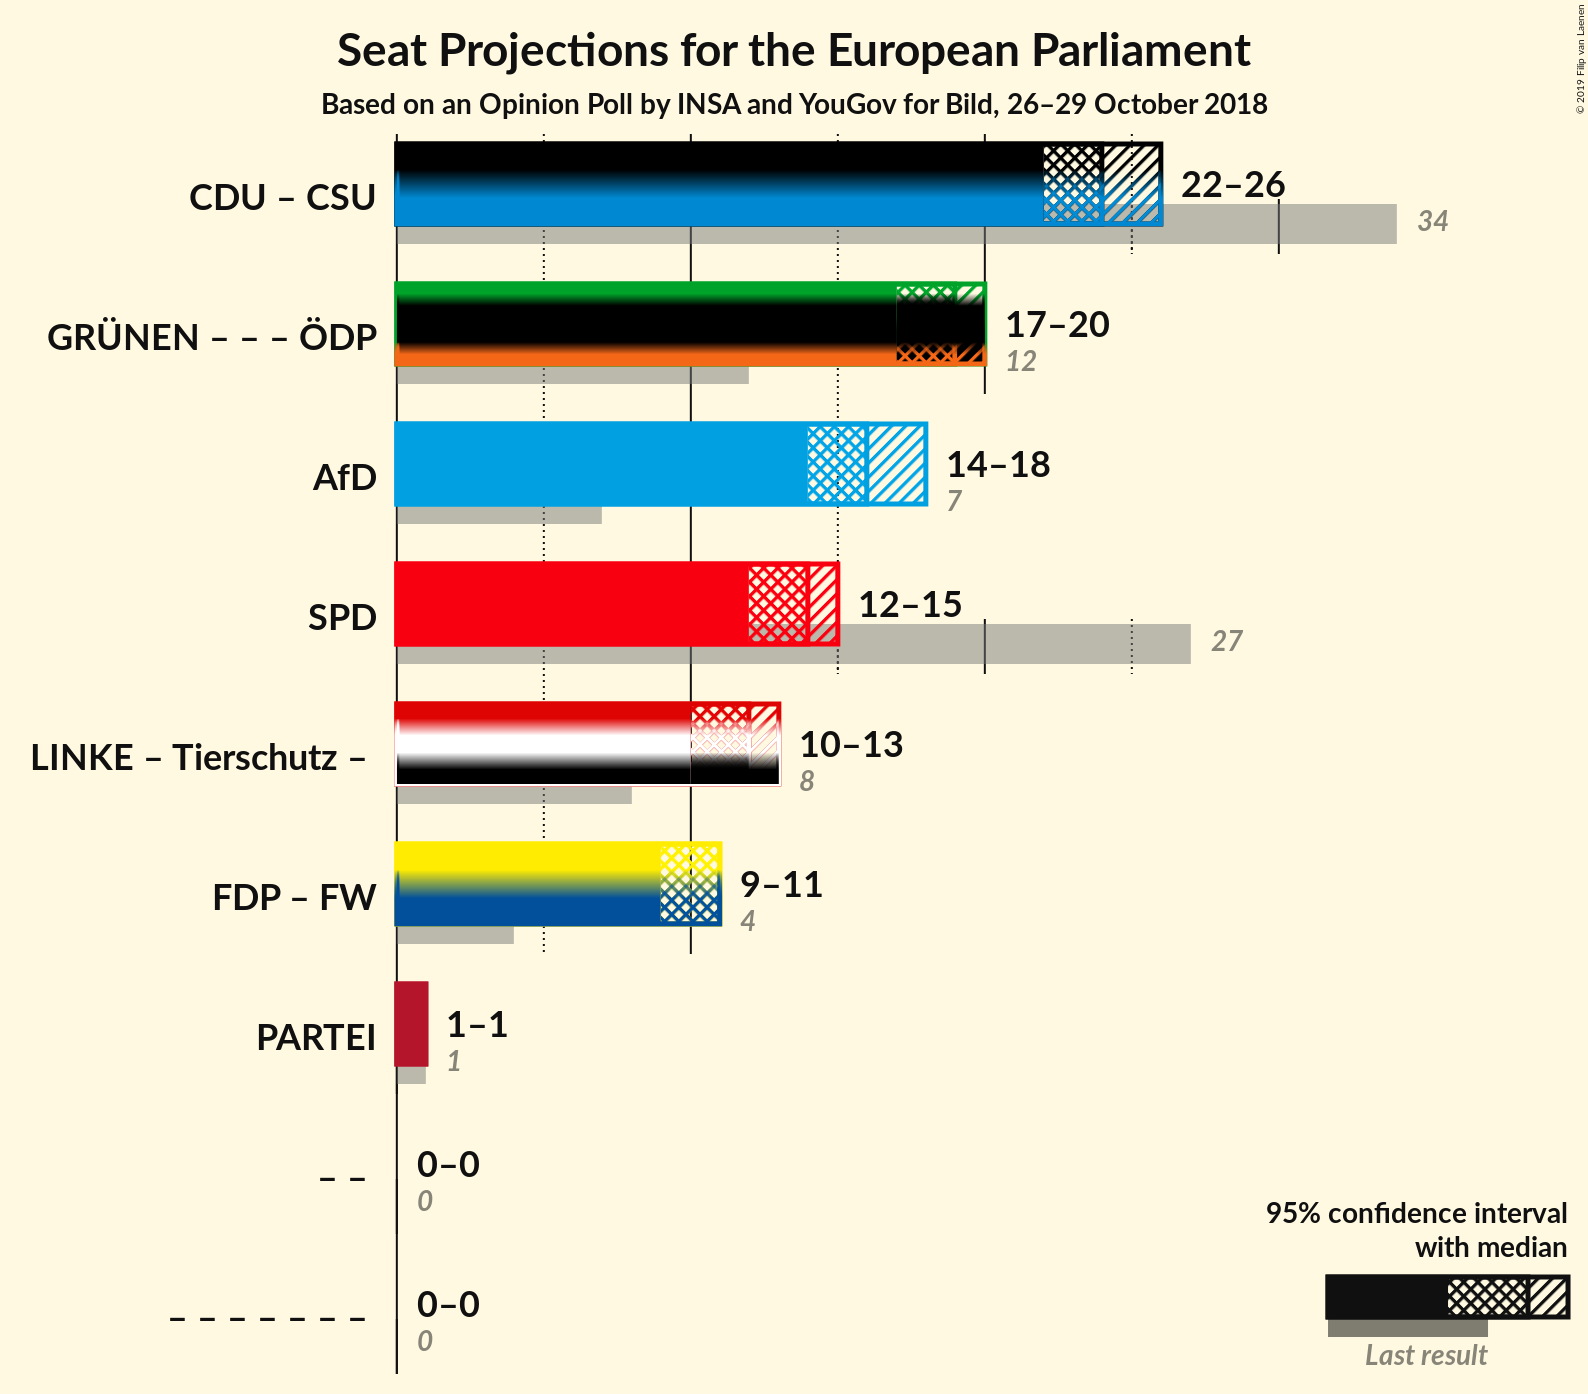 Seat Projections for the European Parliament
Based on an Opinion Poll by INSA and YouGov for Bild, 26–29 October 2018
© 2019 Filip van Laenen
CDU – CSU
22–26
34
GRÜNEN – – – ÖDP
17–20
12
AfD
14–18
7
SPD
12–15
27
LINKE – Tierschutz –
10–13
8
FDP – FW
9–11
4
PARTEI
1–1
1
– –
0–0
0
– – – – – – –
0–0
0
95% confidence interval
with median
Last result